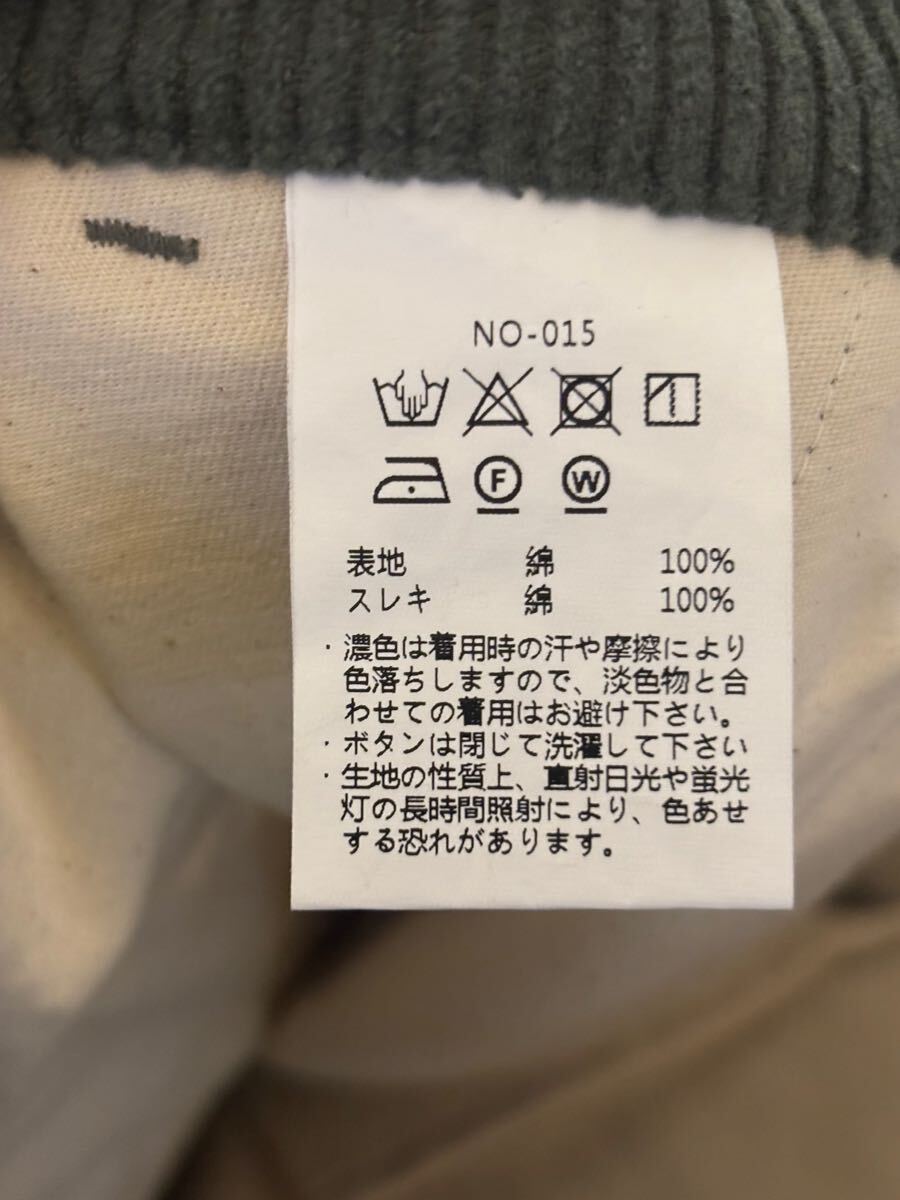 NO-015
F W
表地 綿 100%
スレキ 綿 100%
・濃色は着用時の汗や摩擦により
色落ちしますので、淡色物と合
わせての着用はお避け下さい。
・ボタンは閉じて洗濯して下さい
・生地の性質上、直射日光や蛍光
灯の長時間照射により、色あせ
する恐れがあります。